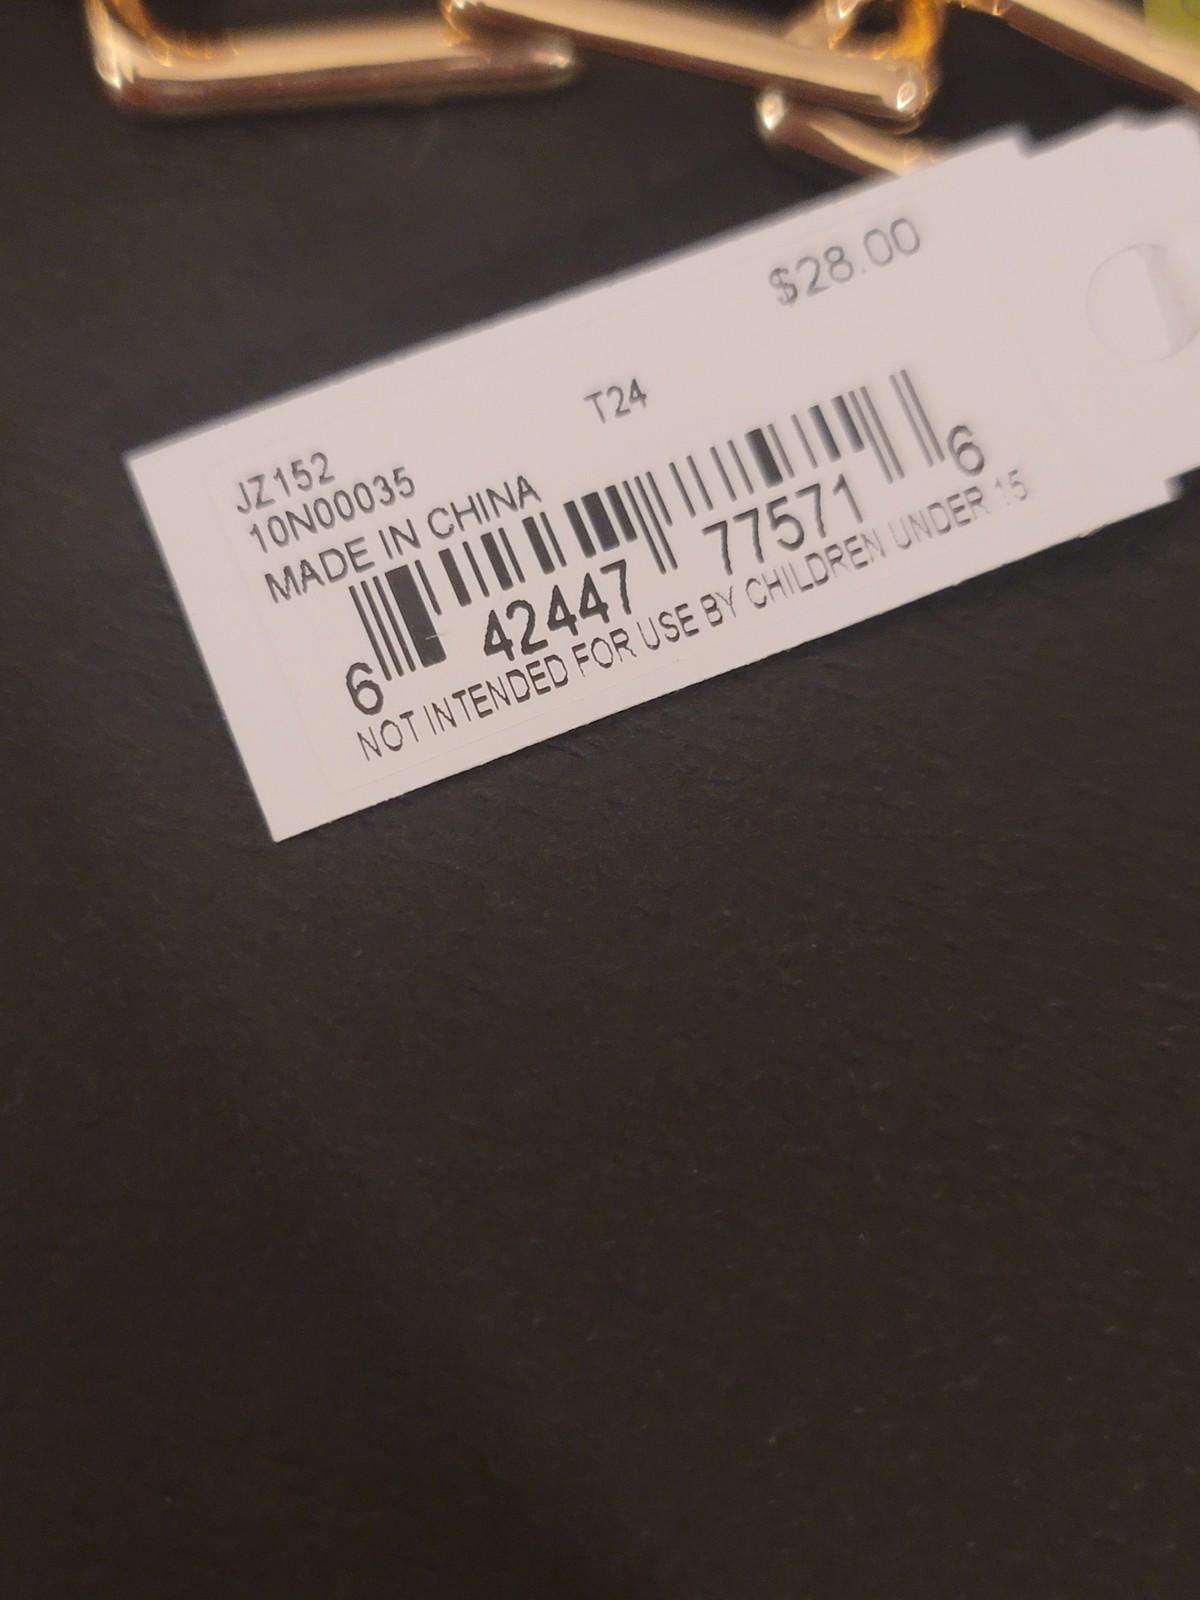 $28.00
T24
JZ152
10N00035
MADE IN CHINA
6 42447 77571 6
NOT INTENDED FOR USE BY CHILDREN UNDER 15